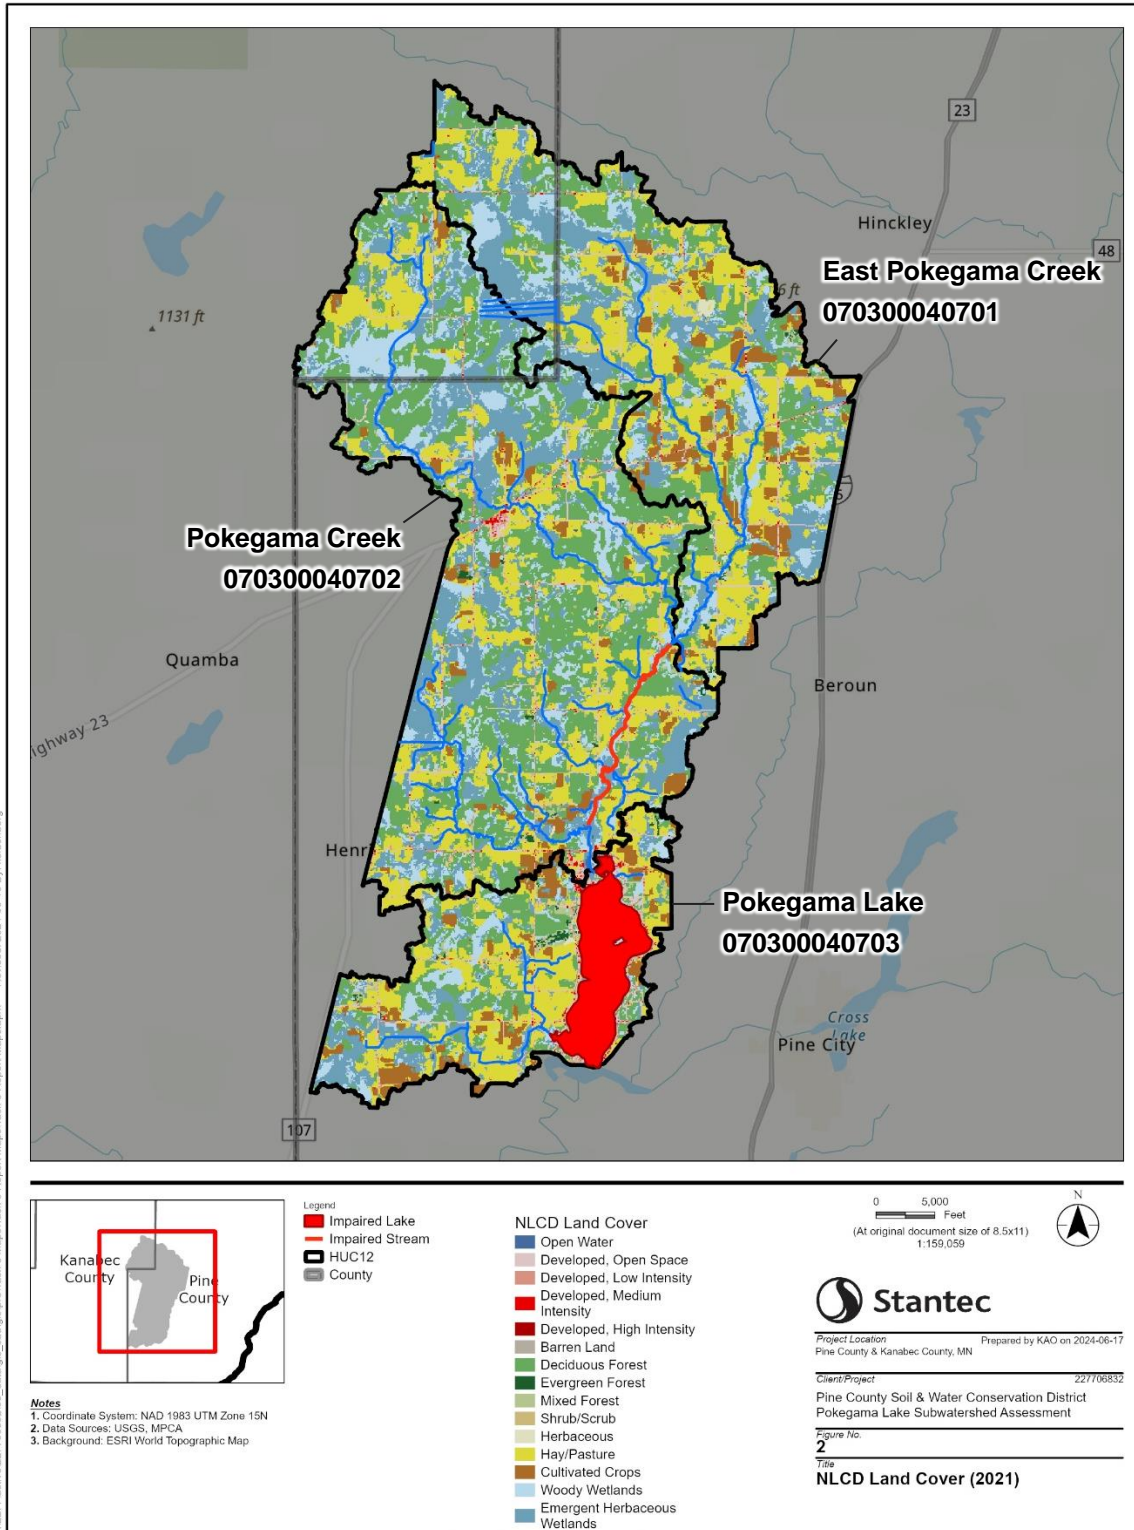 23
Hinckley
48
East Pokegama Creek
070300040701
6 ft
1131 ft
Pokegama Creek
070300040702
Quamba
Beroun
ighway 23
Henri
Pokegama Lake
070300040703
Cross
Lake
Pine City
107
Kanabec
County
Pine
County
Notes
1. Coordinate System: NAD 1983 UTM Zone 15N
2. Data Sources: USGS, MPCA
3. Background: ESRI World Topographic Map
Legend
Impaired Lake
Impaired Stream
HUC12
County
NLCD Land Cover
Open Water
Developed, Open Space
Developed, Low Intensity
Developed, Medium
Intensity
Developed, High Intensity
Barren Land
Deciduous Forest
Evergreen Forest
Mixed Forest
Shrub/Scrub
Herbaceous
Hay/Pasture
Cultivated Crops
Woody Wetlands
Emergent Herbaceous
Wetlands
0 5,000
Feet
(At original document size of 8.5x11)
1:159,059
N
Stantec
Project Location Prepared by KAO on 2024-06-17
Pine County & Kanabec County, MN
Client/Project 227706832
Pine County Soil & Water Conservation District
Pokegama Lake Subwatershed Assessment
Figure No.
2
Title
NLCD Land Cover (2021)